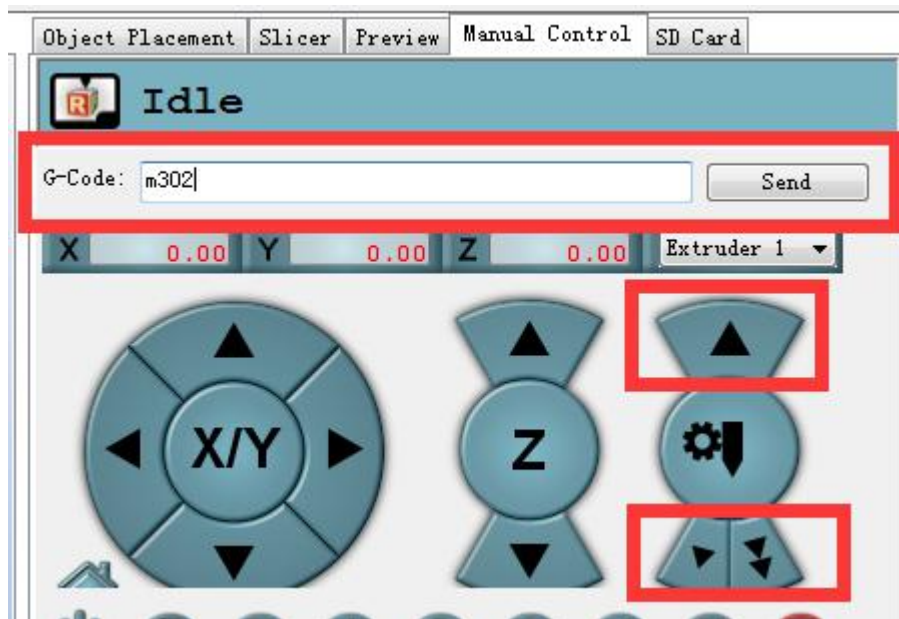 Object Placement Slicer Preview Manual Control SD Card
R Idle
G-Code: m302 Send
X 0.00 Y 0.00 Z 0.00 Extruder 1
X/Y Z